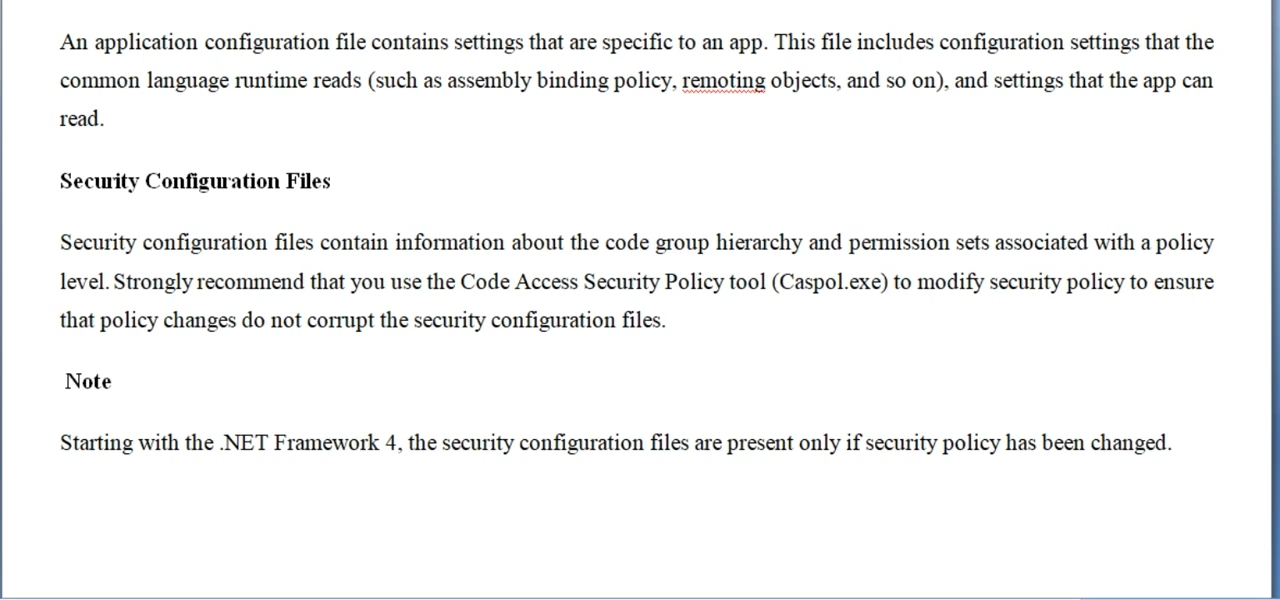 An application configuration file contains settings that are specific to an app. This file includes configuration settings that the
common language runtime reads (such as assembly binding policy, remoting objects, and so on), and settings that the app can
read.
Security Configuration Files
Security configuration files contain information about the code group hierarchy and permission sets associated with a policy
level. Strongly recommend that you use the Code Access Security Policy tool (Caspol.exe) to modify security policy to ensure
that policy changes do not corrupt the security configuration files.
Note
Starting with the .NET Framework 4, the security configuration files are present only if security policy has been changed.